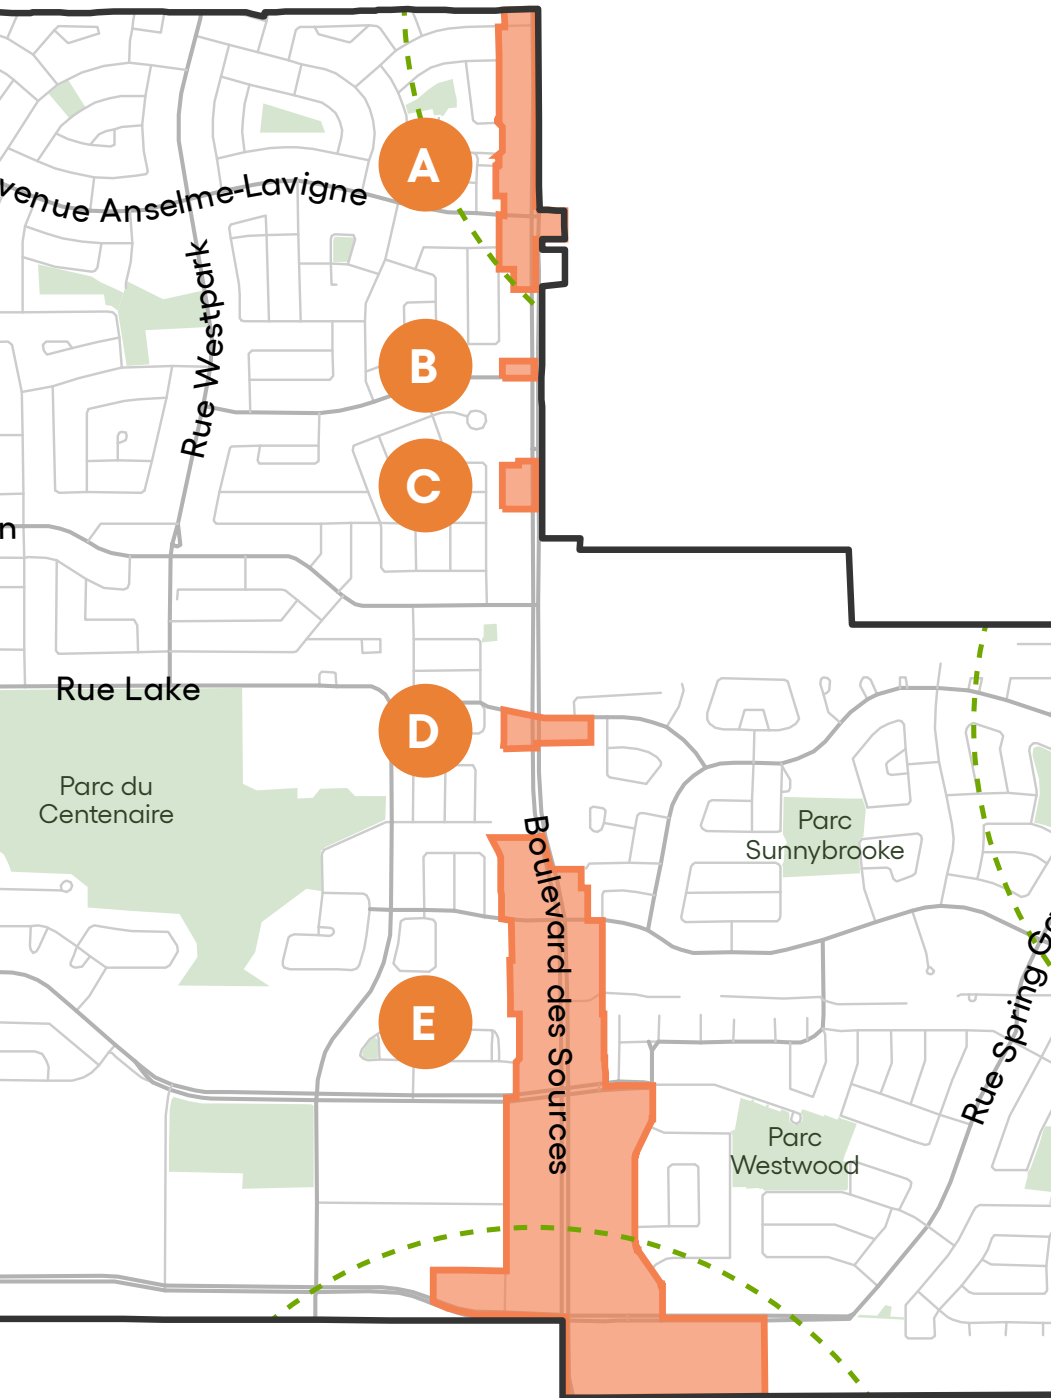 A
venue Anselme-Lavigne
Rue Westpark
B
C
n
Rue Lake
D
Parc du
Centenaire
Parc
Sunnybrooke
Boulevard des Sources
E
Rue Spring Ga
Parc
Westwood